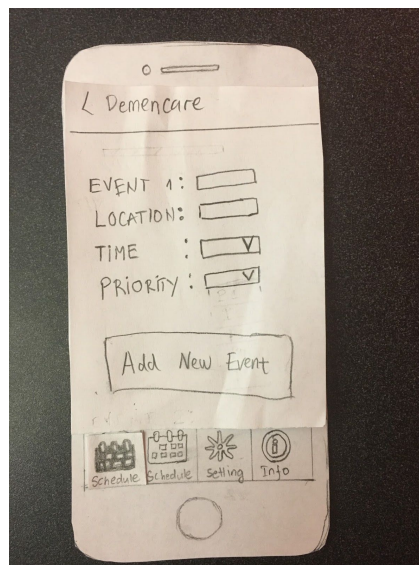 < Demencare
EVENT 1:
LOCATION:
TIME :
PRIORITY :
Add New Event
Schedule Schedule Setting Info